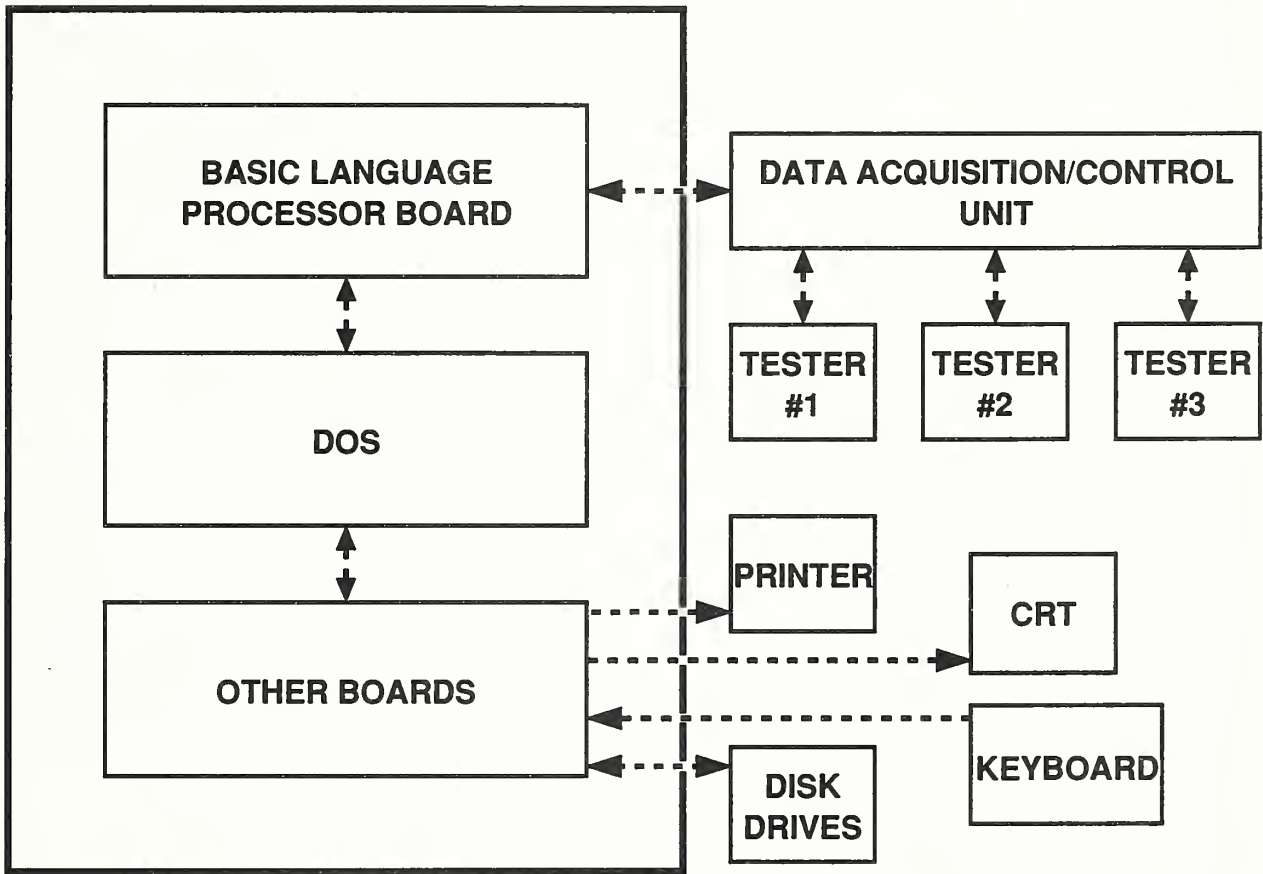 BASIC LANGUAGE
PROCESSOR BOARD
DATA ACQUISITION/CONTROL
UNIT
TESTER
#1
TESTER
#2
TESTER
#3
DOS
PRINTER
CRT
OTHER BOARDS
KEYBOARD
DISK
DRIVES